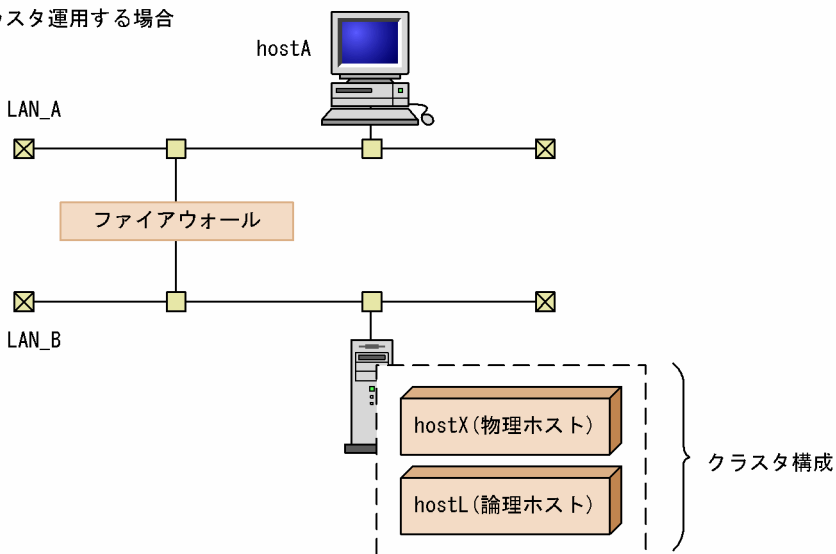 ラスタ運用する場合
hostA
LAN_A
ファイアウォール
LAN_B
hostX(物理ホスト)
hostL(論理ホスト)
クラスタ構成